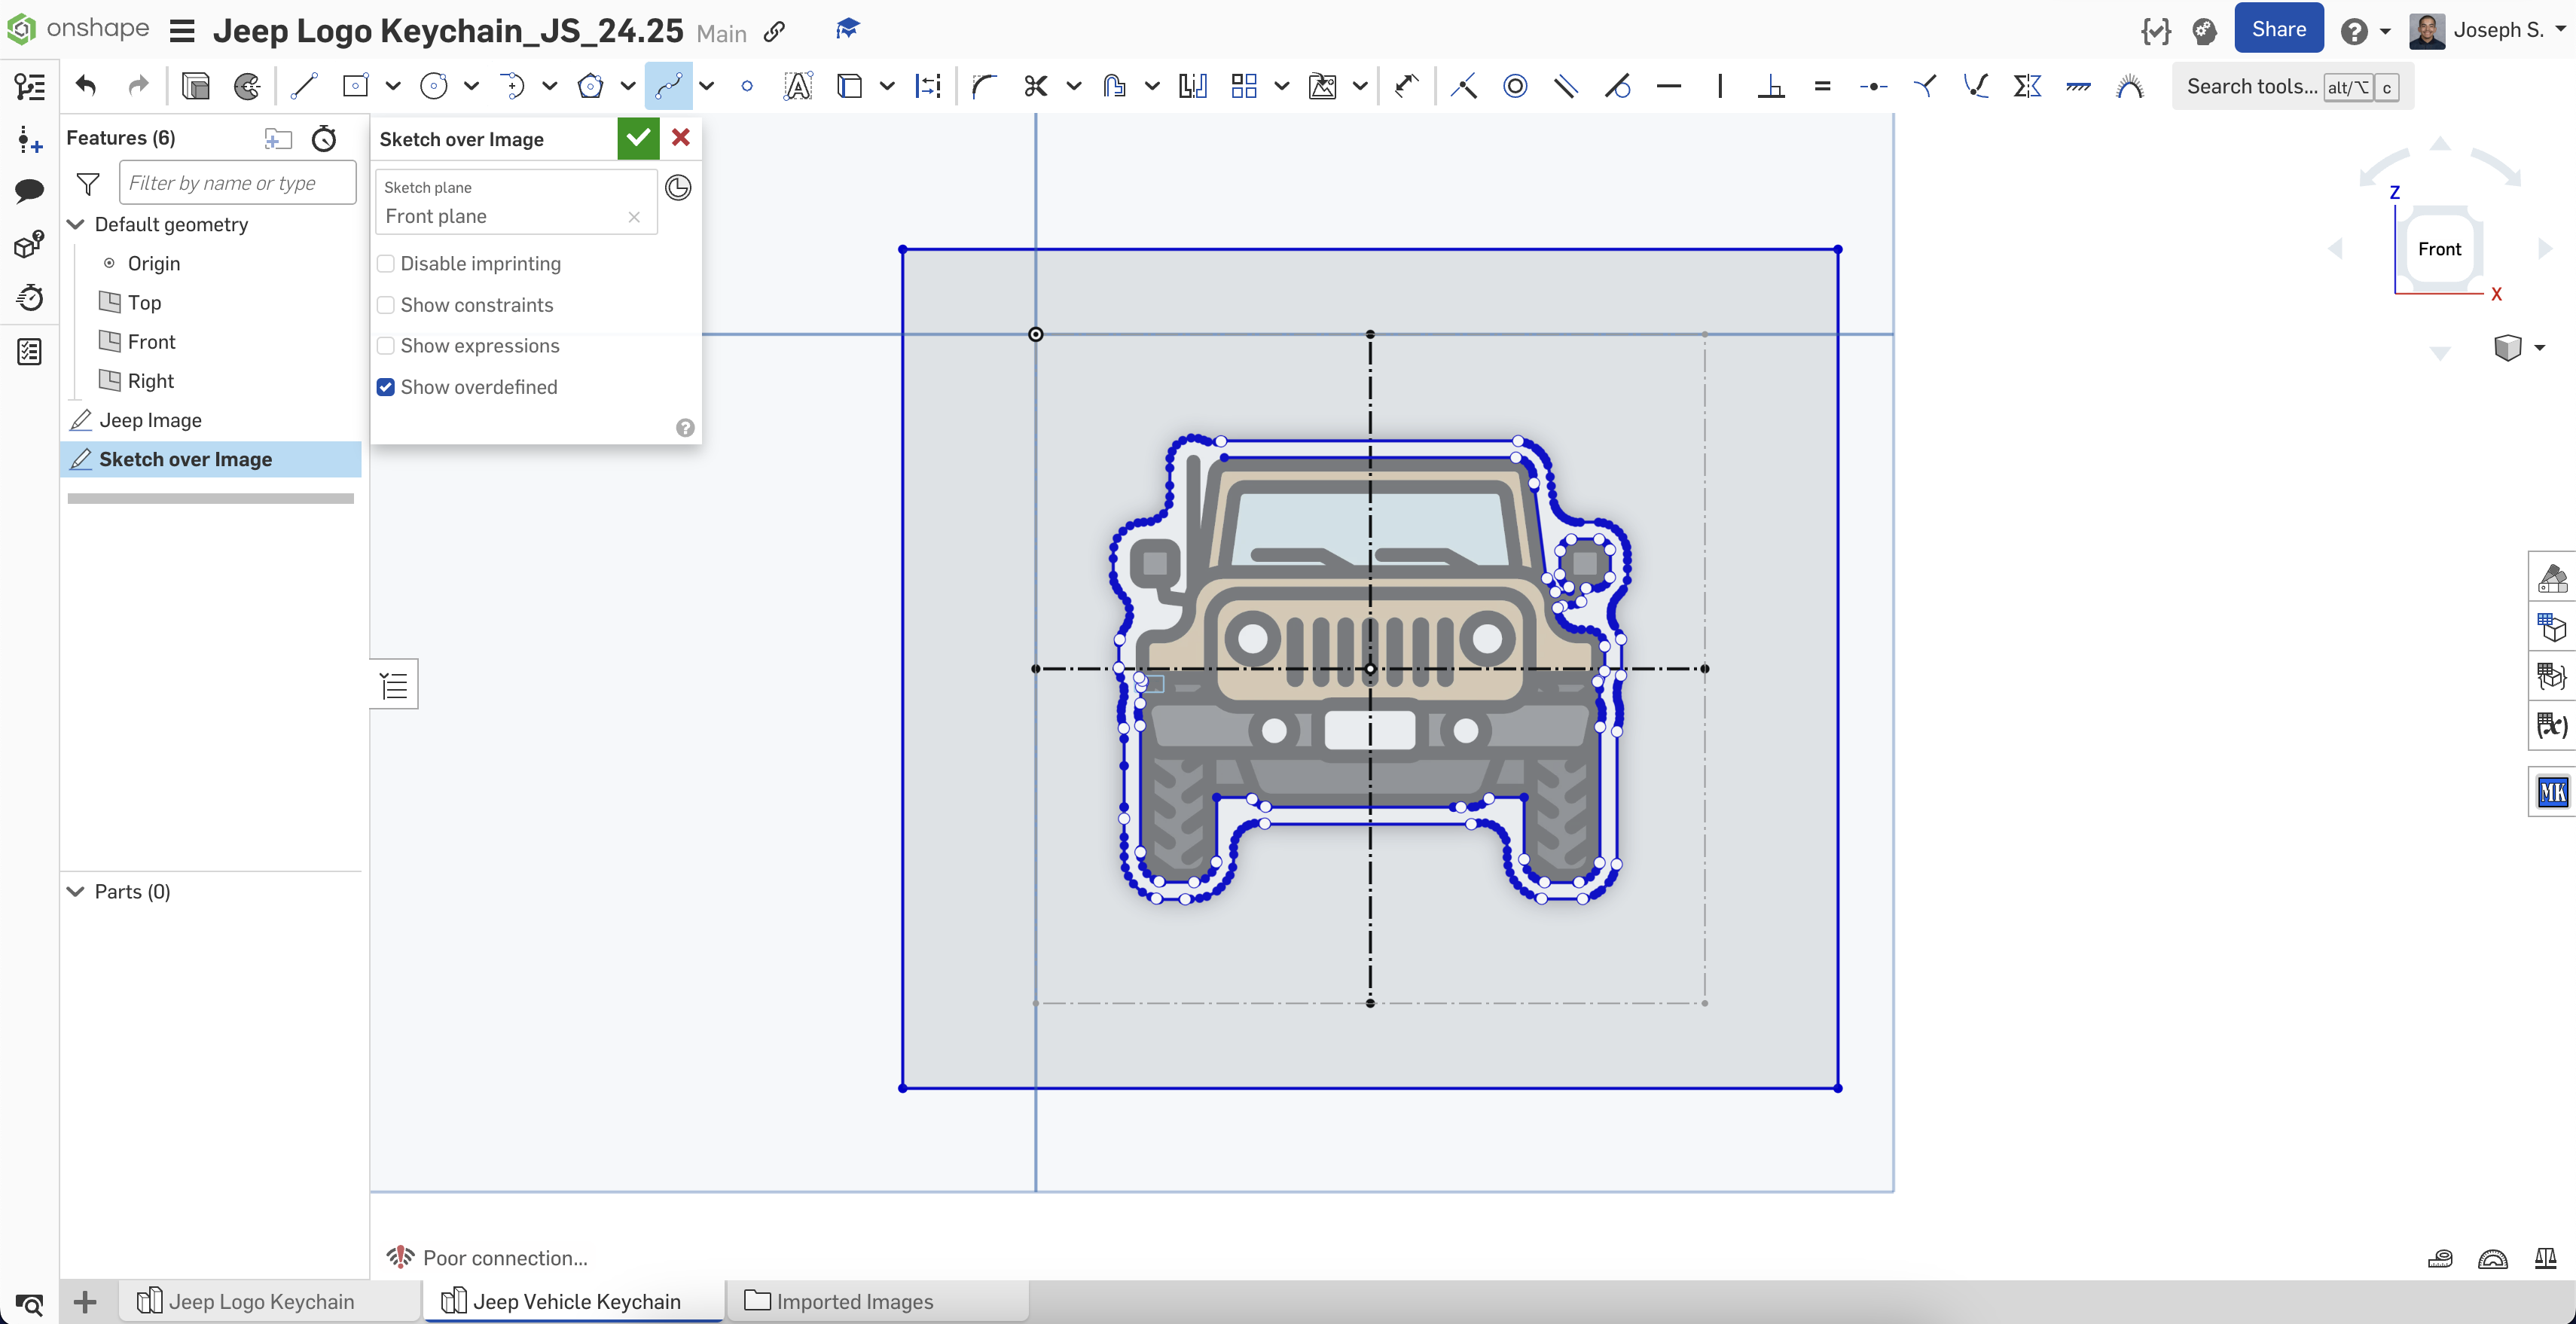 onshape
Jeep Logo Keychain_JS_24.25
Main
Share
Joseph S.
Search tools...
alt/⌥
c
Features (6)
Filter by name or type
Default geometry
Origin
Top
Front
Right
Jeep Image
Sketch over Image
Parts (0)
Sketch over Image
Sketch plane
Front plane
Disable imprinting
Show constraints
Show expressions
Show overdefined
Z
Front
X
(x)
MK
Poor connection...
Jeep Logo Keychain
Jeep Vehicle Keychain
Imported Images